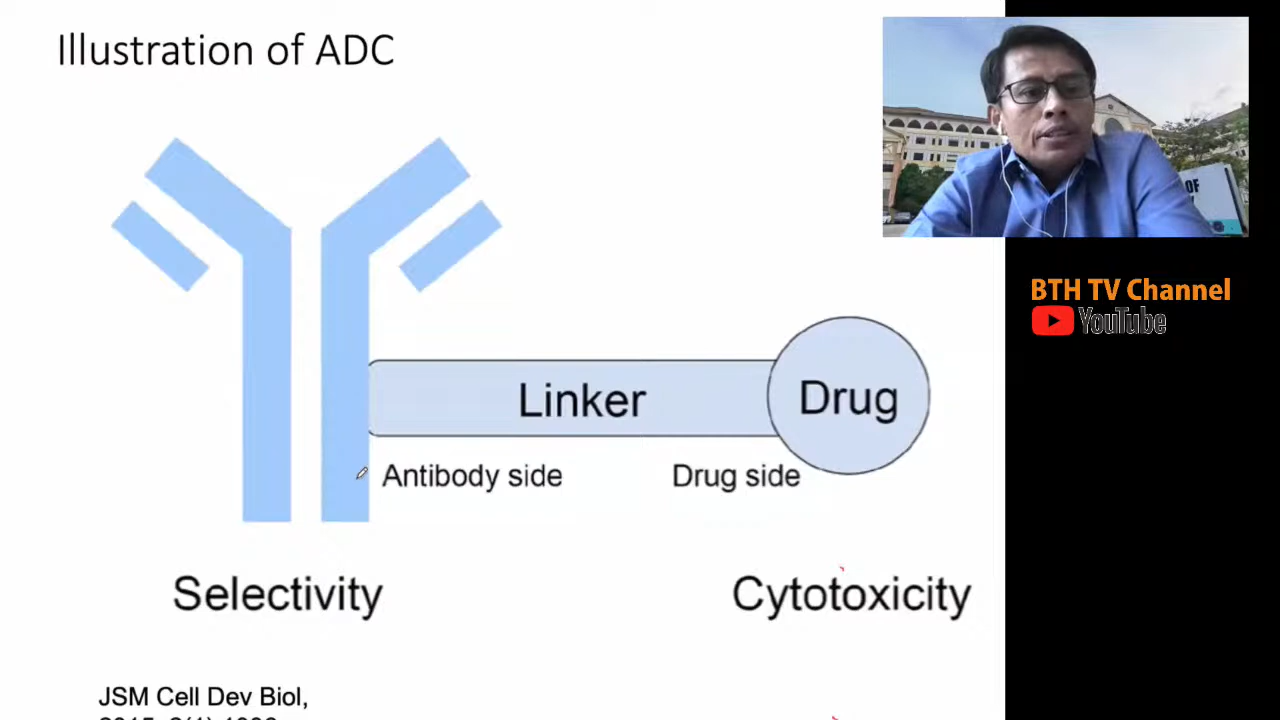 Illustration of ADC
OF
BTH TV Channel
YouTube
Linker
Drug
Antibody side
Drug side
Selectivity
Cytotoxicity
JSM Cell Dev Biol,